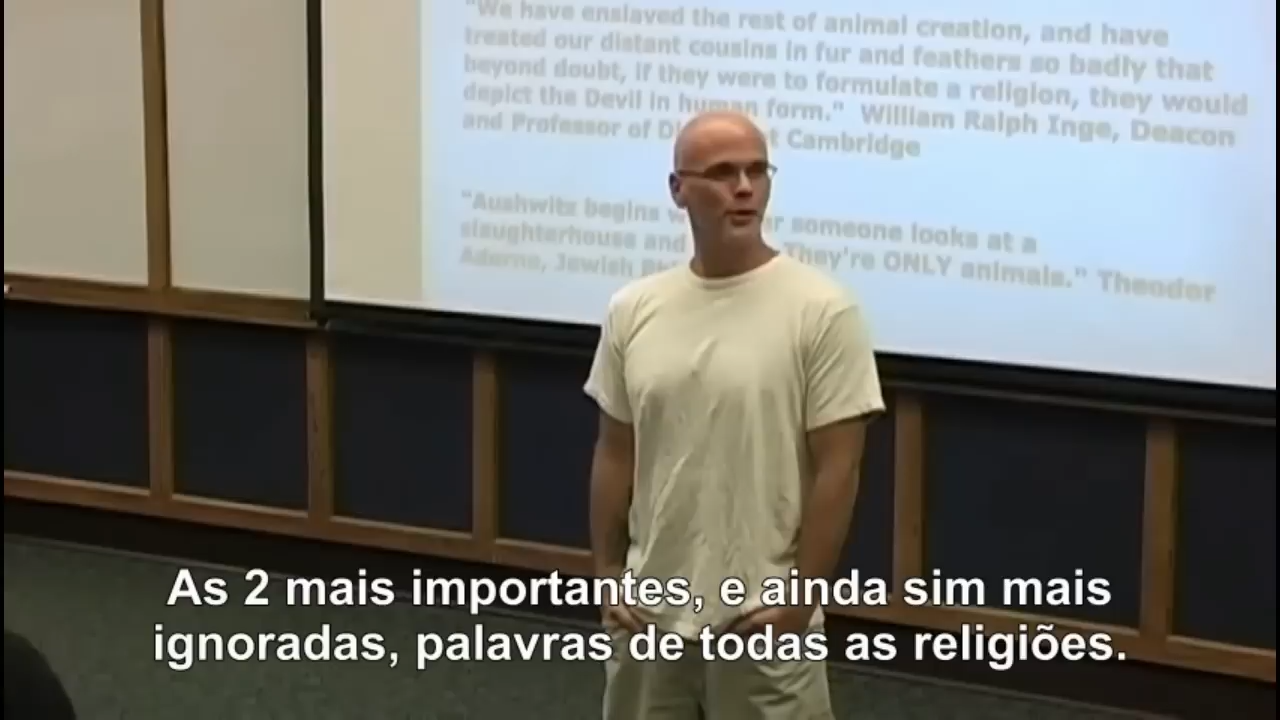 "We have enslaved the rest of animal creation, and have
treated our distant cousins in fur and feathers so badly that
beyond doubt, if they were to formulate a religion, they would
depict the Devil in human form." William Ralph Inge, Deacon
and Professor of Cambridge
"Aushwitz begins someone looks at a
slaughterhouse and They're ONLY animals." Theodor
Adorno, Jewish
As 2 mais importantes, e ainda sim mais
ignoradas, palavras de todas as religiões.